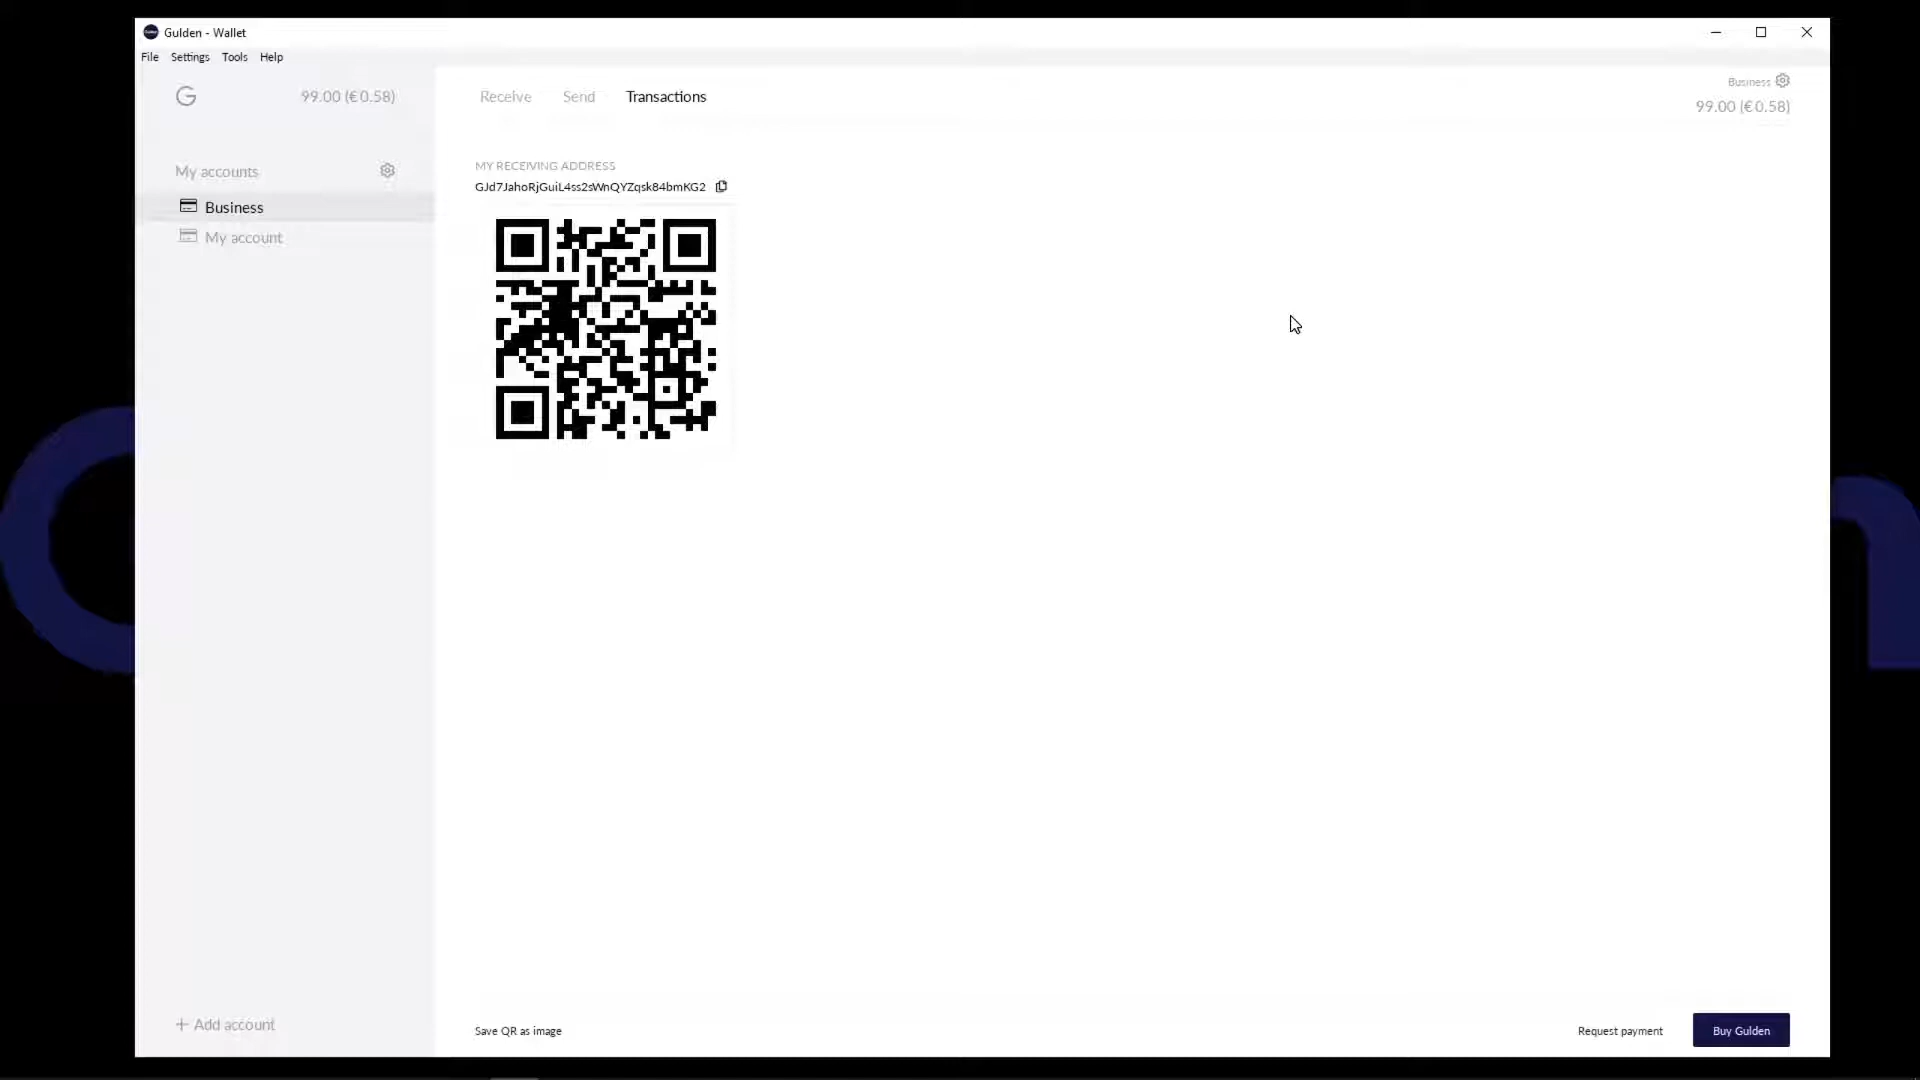 Gulden - Wallet
File Settings Tools Help
G 99.00 (€0.58)
Receive Send Transactions
Business
99.00 (€0.58)
My accounts
Business
My account
MY RECEIVING ADDRESS
GJd7JahoRjGuiL4ss2sWnQYZqsk84bmKG2
+ Add account
Save QR as image
Request payment
Buy Gulden